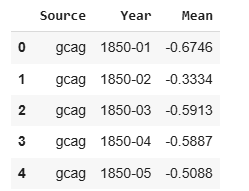 Source Year Mean
0 gcag 1850-01 -0.6746
1 gcag 1850-02 -0.3334
2 gcag 1850-03 -0.5913
3 gcag 1850-04 -0.5887
4 gcag 1850-05 -0.5088